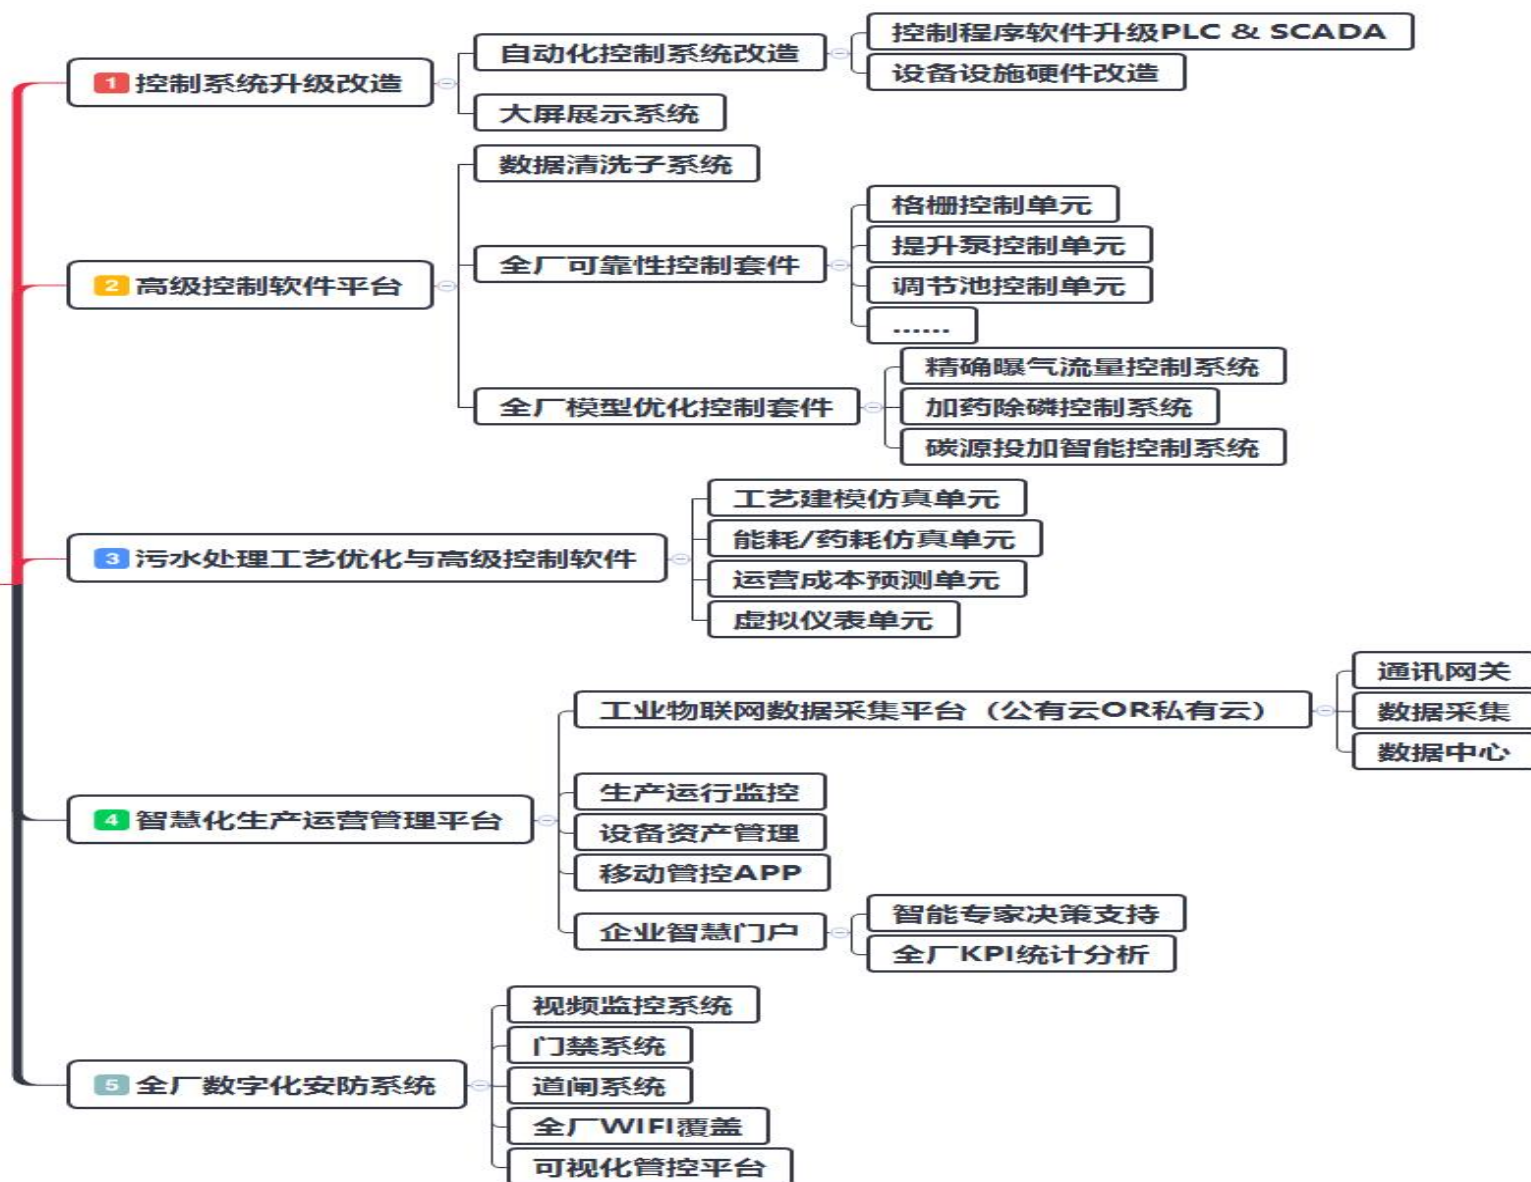 1 控制系统升级改造
自动化控制系统改造
控制程序软件升级PLC & SCADA
设备设施硬件改造
大屏展示系统
2 高级控制软件平台
数据清洗子系统
全厂可靠性控制套件
格栅控制单元
提升泵控制单元
调节池控制单元
......
全厂模型优化控制套件
精确曝气流量控制系统
加药除磷控制系统
碳源投加智能控制系统
3 污水处理工艺优化与高级控制软件
工艺建模仿真单元
能耗/药耗仿真单元
运营成本预测单元
虚拟仪表单元
4 智慧化生产运营管理平台
工业物联网数据采集平台（公有云OR私有云）
通讯网关
数据采集
数据中心
生产运行监控
设备资产管理
移动管控APP
企业智慧门户
智能专家决策支持
全厂KPI统计分析
5 全厂数字化安防系统
视频监控系统
门禁系统
道闸系统
全厂WIFI覆盖
可视化管控平台